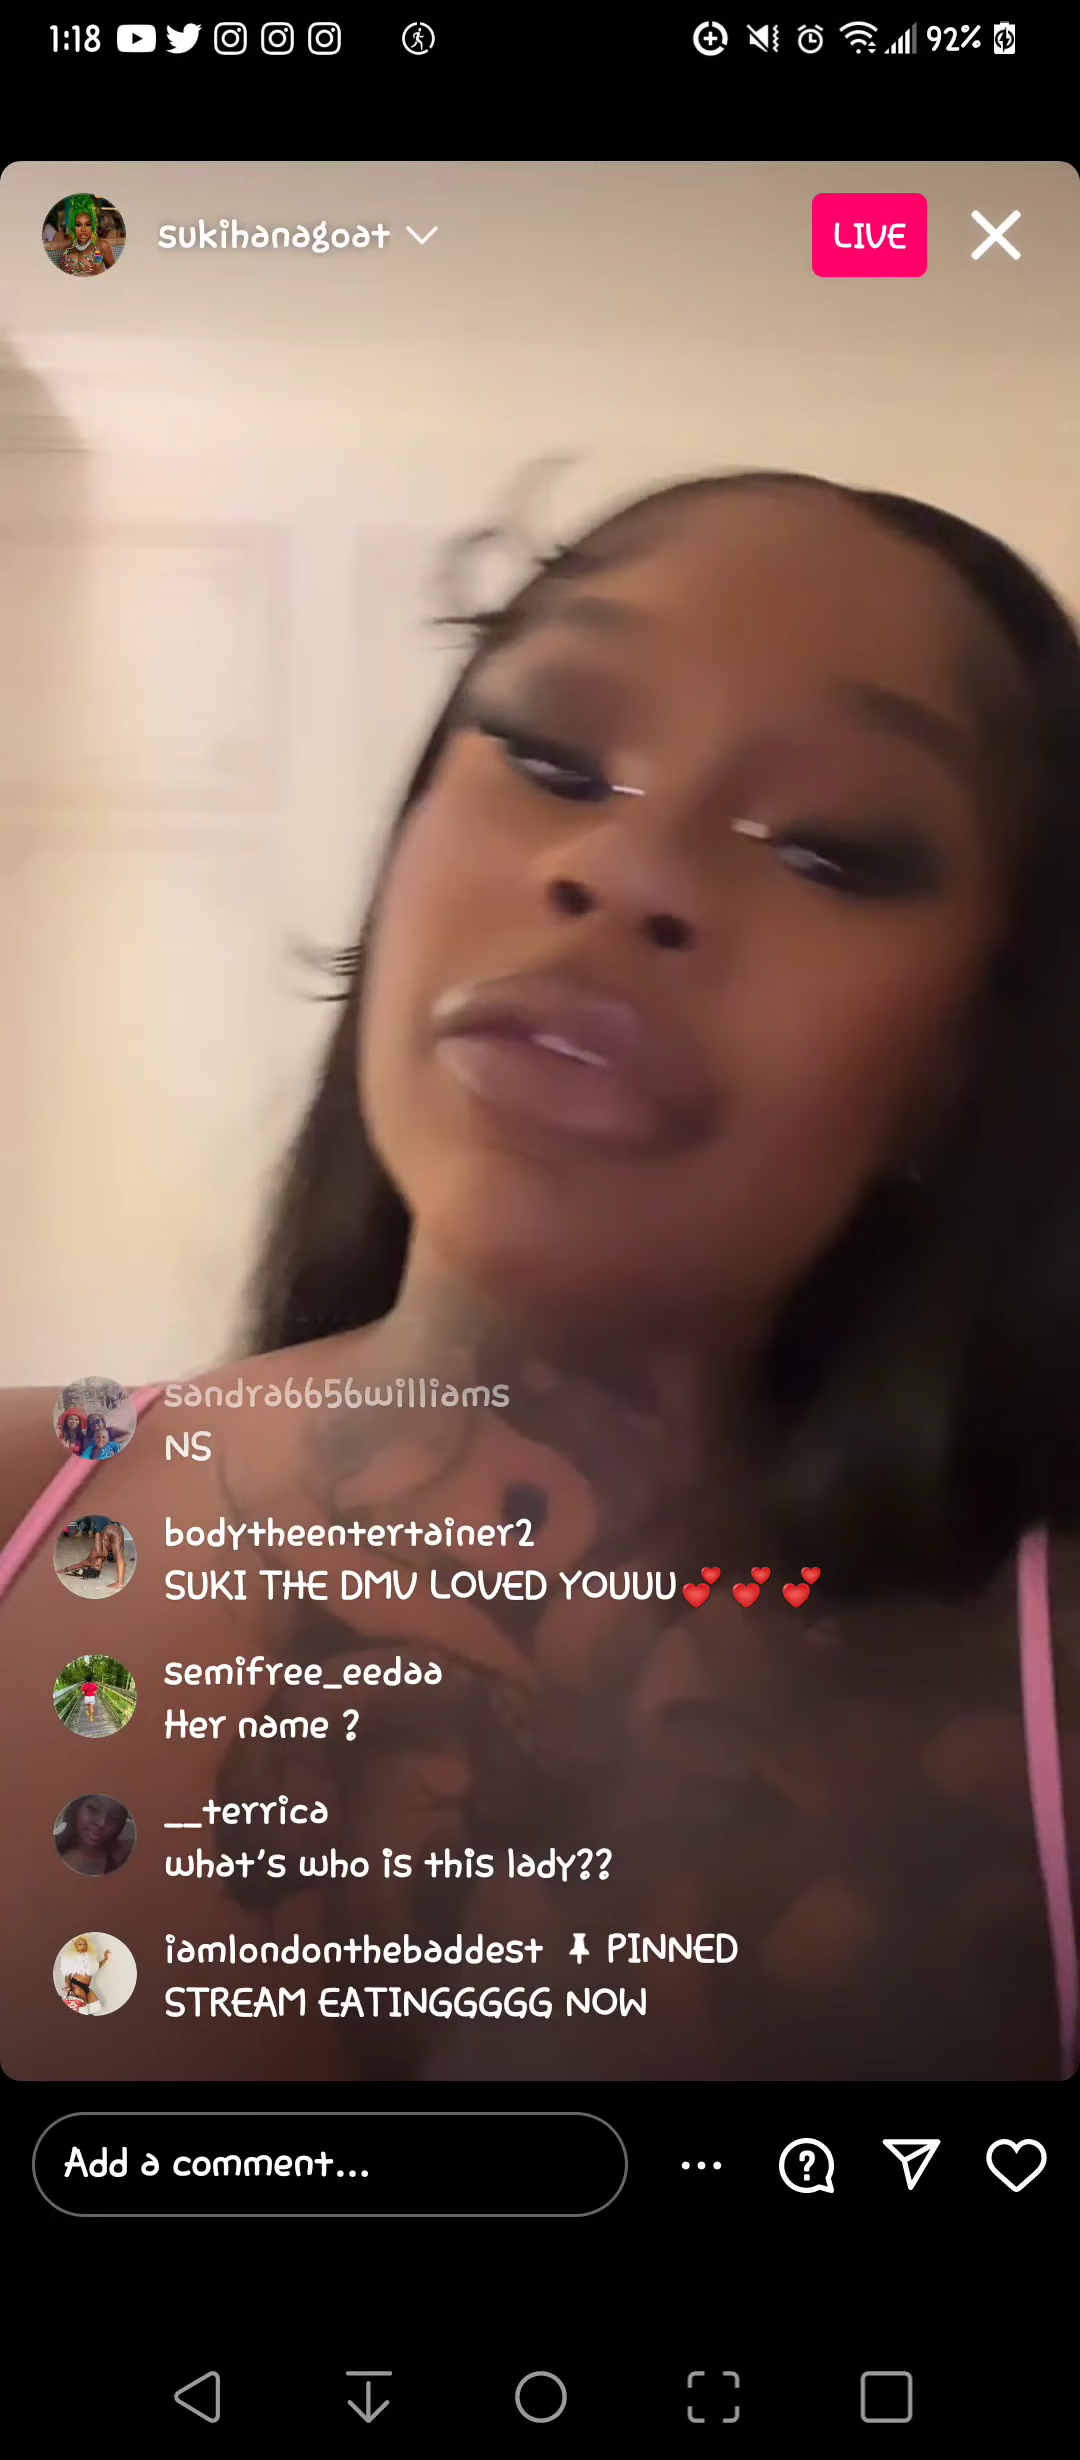 1:18
92%
sukihanagoat
LIVE
sandra6656williams
NS
bodytheentertainer2
SUKI THE DMV LOVED YOUUU💕💕💕
semifree_eedaa
Her name ?
__terrica
what's who is this lady??
iamlondonthebaddest PINNED
STREAM EATINGGGGG NOW
Add a comment...